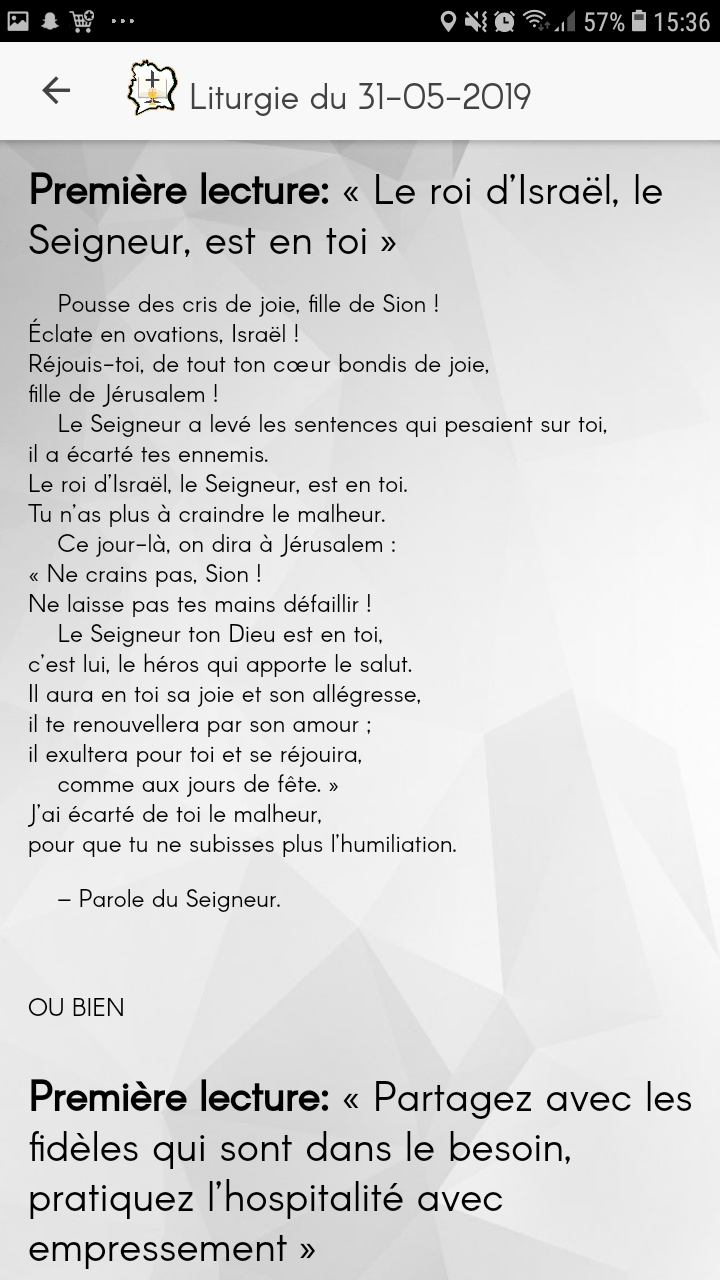 57% 15:36
Liturgie du 31-05-2019
Première lecture: « Le roi d’Israël, le
Seigneur, est en toi »
Pousse des cris de joie, fille de Sion !
Éclate en ovations, Israël !
Réjouis-toi, de tout ton cœur bondis de joie,
fille de Jérusalem !
Le Seigneur a levé les sentences qui pesaient sur toi,
il a écarté tes ennemis.
Le roi d’Israël, le Seigneur, est en toi.
Tu n’as plus à craindre le malheur.
Ce jour-là, on dira à Jérusalem :
« Ne crains pas, Sion !
Ne laisse pas tes mains défaillir !
Le Seigneur ton Dieu est en toi,
c’est lui, le héros qui apporte le salut.
Il aura en toi sa joie et son allégresse,
il te renouvellera par son amour ;
il exultera pour toi et se réjouira,
comme aux jours de fête. »
J’ai écarté de toi le malheur,
pour que tu ne subisses plus l’humiliation.
– Parole du Seigneur.
OU BIEN
Première lecture: « Partagez avec les
fidèles qui sont dans le besoin,
pratiquez l’hospitalité avec
empressement »